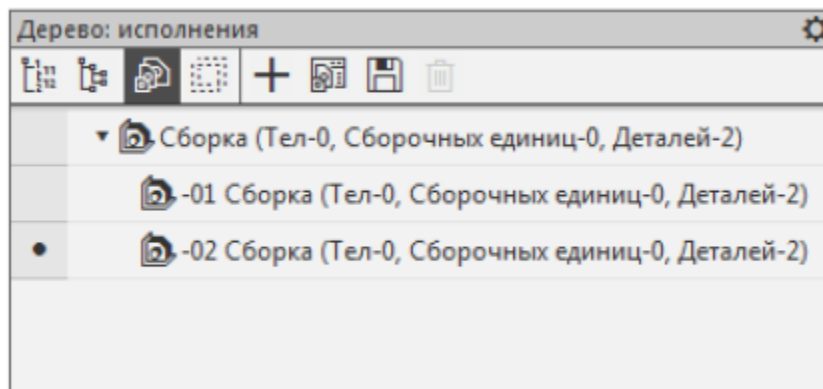 Дерево: исполнения
Сборка (Тел-0, Сборочных единиц-0, Деталей-2)
-01 Сборка (Тел-0, Сборочных единиц-0, Деталей-2)
-02 Сборка (Тел-0, Сборочных единиц-0, Деталей-2)